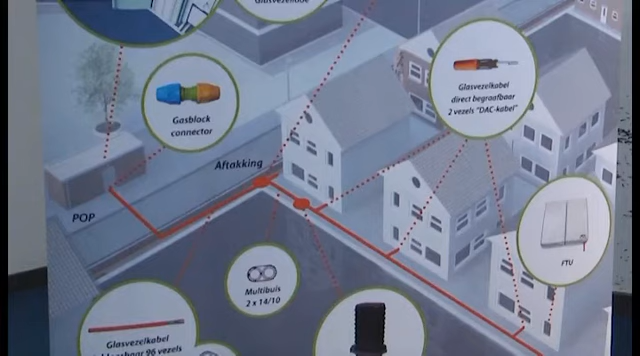 Glasvezellobe
Glasvezelkabel
direct begraafbaar
2 vezels "DAC-kabel"
Gasblock
connector
Aftakking
POP
FTU
Multibuis
2 x 14/10
Glasvezelkabel
96 vezels